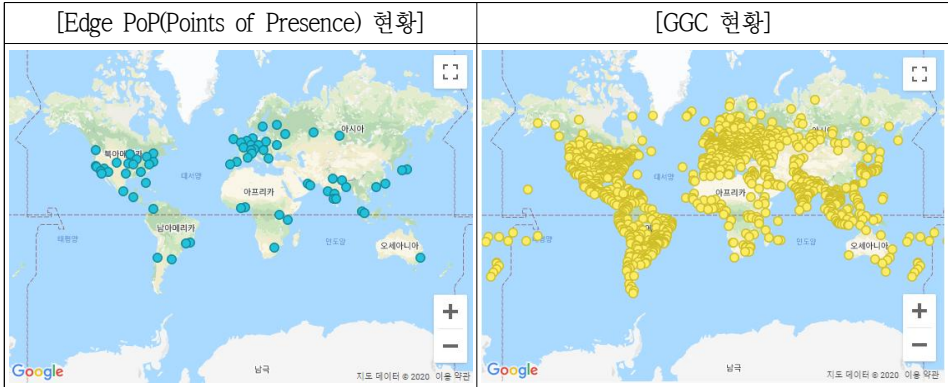 [Edge PoP(Points of Presence) 현황]
[GGC 현황]
아시아
북아메리카
대서양
아프리카
남아메리카
태평양
인도양
오세아니아
남극
Google
지도 데이터 © 2020 이용 약관
대서양
아프리카
인도양
오세아니아
남극
Google
지도 데이터 © 2020 이용 약관